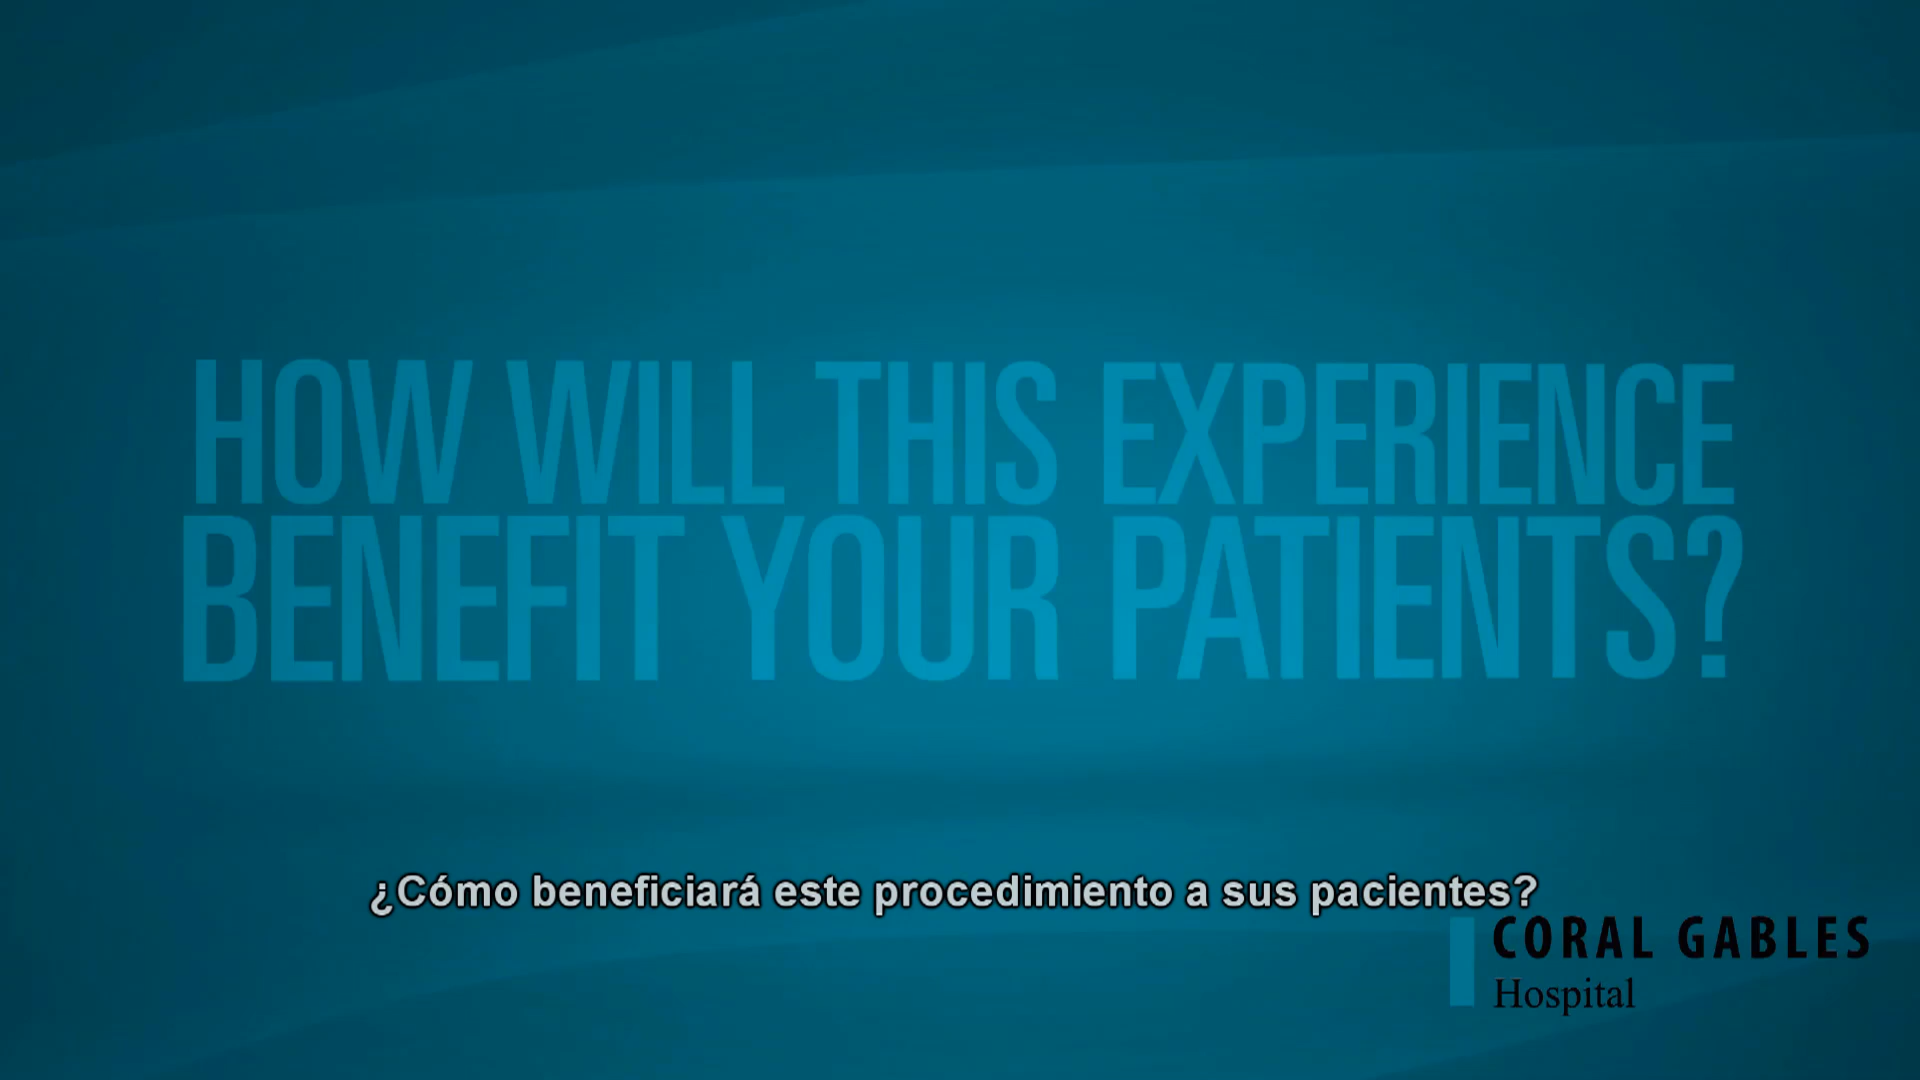 HOW WILL THIS EXPERIENCE
BENEFIT YOUR PATIENTS?
¿Cómo beneficiará este procedimiento a sus pacientes?
CORAL GABLES
Hospital